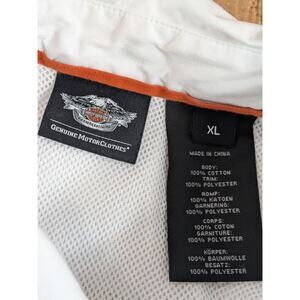 GENUINE MOTORCLOTHES
XL
MADE IN CHINA
BODY:
100% COTTON
TRIM:
100% POLYESTER
ROMP:
100% KATOEN
GARNERING:
100% POLYESTER
CORPS:
100% COTON
GARNITURE:
100% POLYESTER
KÖRPER:
100% BAUMWOLLE
BESATZ:
100% POLYESTER